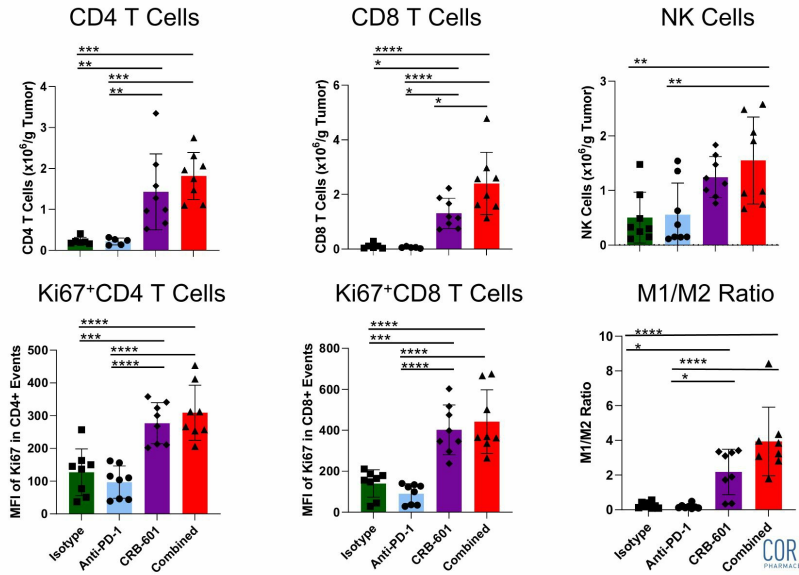 CD4 T Cells
***
**
***
**
CD4 T Cells (x10⁶/g Tumor)
4
3
2
1
0
CD8 T Cells
****
*
****
*
*
CD8 T Cells (x10⁶/g Tumor)
6
4
2
0
NK Cells
**
**
NK Cells (x10⁶/g Tumor)
3
2
1
0
Ki67⁺CD4 T Cells
****
***
****
****
MFI of Ki67 in CD4+ Events
500
400
300
200
100
0
Isotype
Anti-PD-1
CRB-601
Combined
Ki67⁺CD8 T Cells
****
***
****
****
MFI of Ki67 in CD8+ Events
800
600
400
200
0
Isotype
Anti-PD-1
CRB-601
Combined
M1/M2 Ratio
****
*
****
*
M1/M2 Ratio
10
8
6
4
2
0
Isotype
Anti-PD-1
CRB-601
Combined
COR
PHARMACI